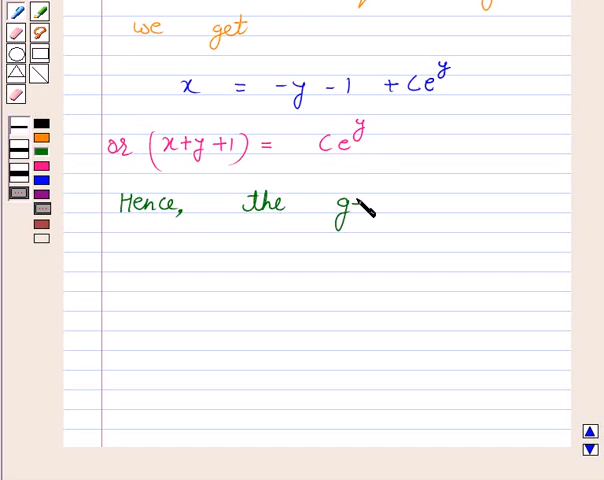 we get
x = -y - 1 + Ce^y
or (x+y+1) = Ce^y
Hence, the g